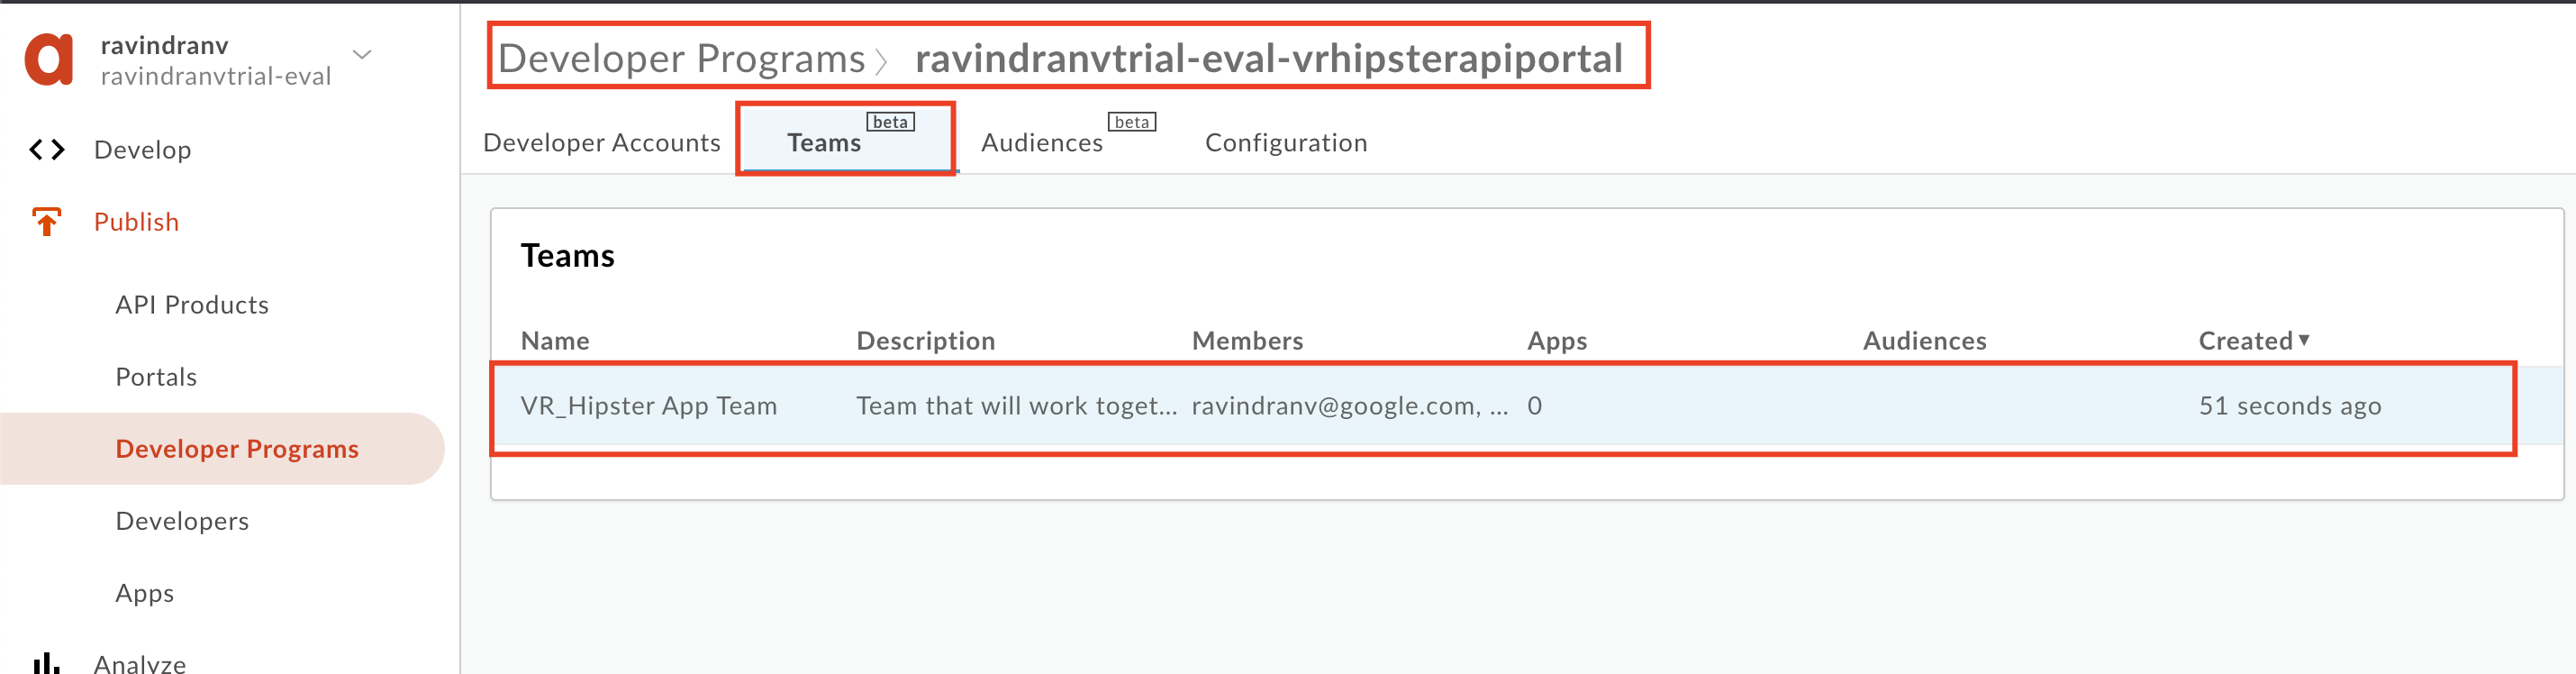 ravindranv
ravindranvtrial-eval
Develop
Publish
API Products
Portals
Developer Programs
Developers
Apps
Analyze
Developer Programs > ravindranvtrial-eval-vrhipsterapiportal
Developer Accounts Teams beta Audiences beta Configuration
Teams
Name Description Members Apps Audiences Created▼
VR_Hipster App Team Team that will work toget... ravindranv@google.com, ... 0 51 seconds ago